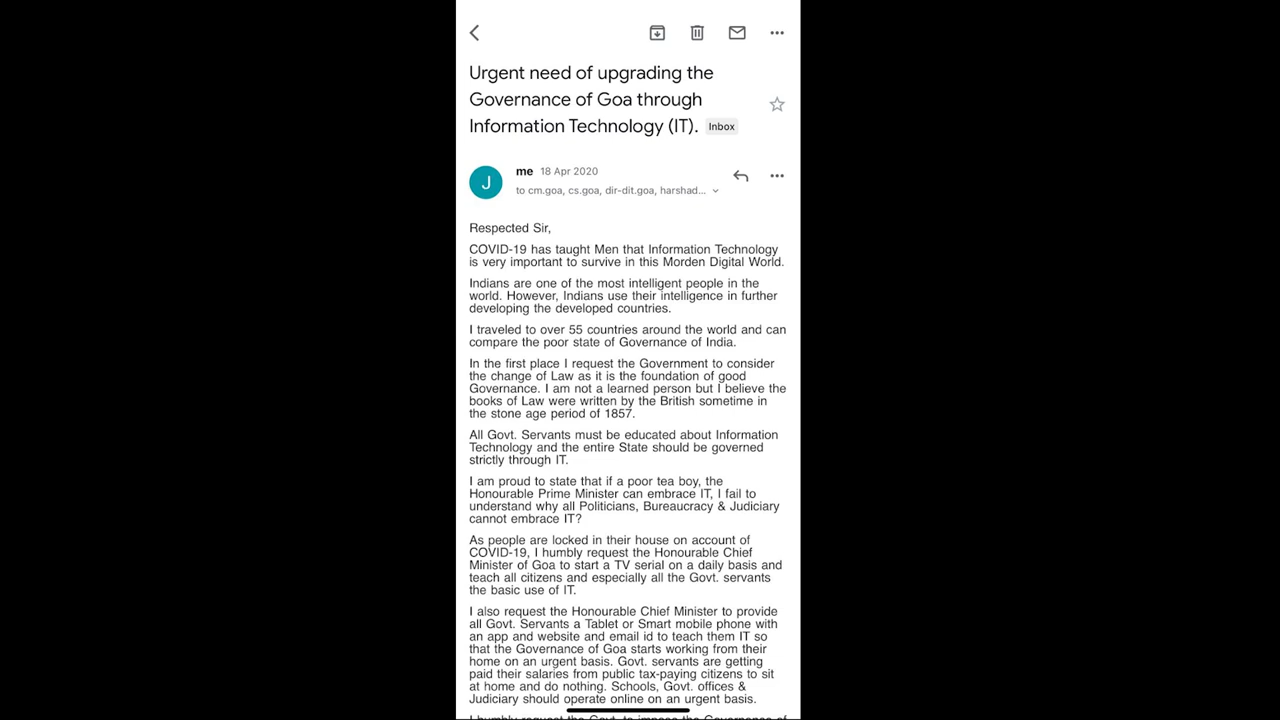 Urgent need of upgrading the
Governance of Goa through
Information Technology (IT). Inbox
J
me 18 Apr 2020
to cm.goa, cs.goa, dir-dit.goa, harshad...
Respected Sir,
COVID-19 has taught Men that Information Technology
is very important to survive in this Morden Digital World.
Indians are one of the most intelligent people in the
world. However, Indians use their intelligence in further
developing the developed countries.
I traveled to over 55 countries around the world and can
compare the poor state of Governance of India.
In the first place I request the Government to consider
the change of Law as it is the foundation of good
Governance. I am not a learned person but I believe the
books of Law were written by the British sometime in
the stone age period of 1857.
All Govt. Servants must be educated about Information
Technology and the entire State should be governed
strictly through IT.
I am proud to state that if a poor tea boy, the
Honourable Prime Minister can embrace IT, I fail to
understand why all Politicians, Bureaucracy & Judiciary
cannot embrace IT?
As people are locked in their house on account of
COVID-19, I humbly request the Honourable Chief
Minister of Goa to start a TV serial on a daily basis and
teach all citizens and especially all the Govt. servants
the basic use of IT.
I also request the Honourable Chief Minister to provide
all Govt. Servants a Tablet or Smart mobile phone with
an app and website and email id to teach them IT so
that the Governance of Goa starts working from their
home on an urgent basis. Govt. servants are getting
paid their salaries from public tax-paying citizens to sit
at home and do nothing. Schools, Govt. offices &
Judiciary should operate online on an urgent basis.
I humbly request the Govt. to impose the Governance of